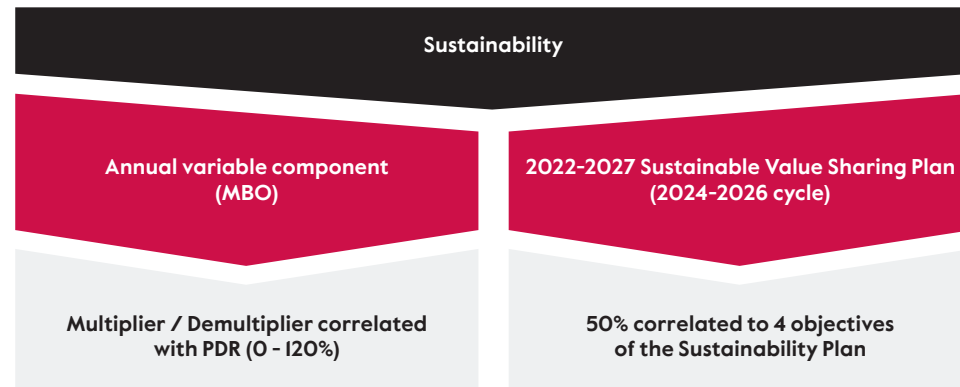 Sustainability
Annual variable component
(MBO)
2022-2027 Sustainable Value Sharing Plan
(2024-2026 cycle)
Multiplier / Demultiplier correlated
with PDR (0 - 120%)
50% correlated to 4 objectives
of the Sustainability Plan